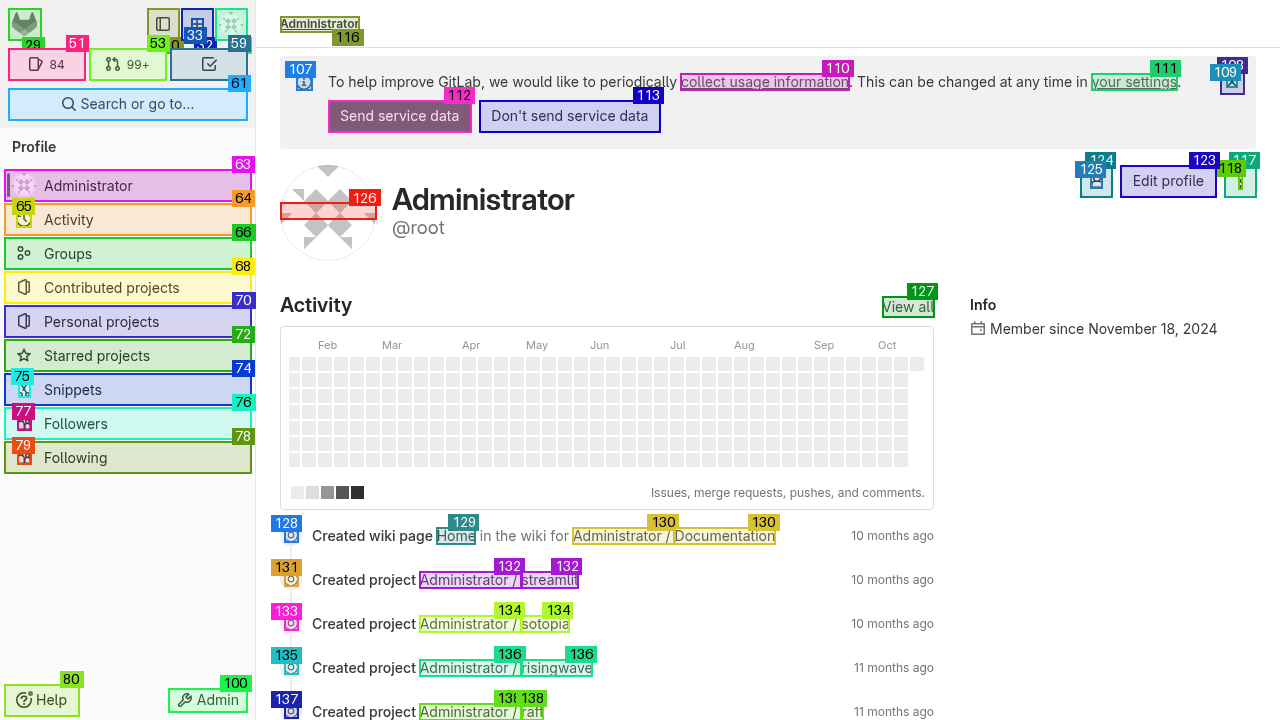 29
51
53
33
59
84
99+
61
Search or go to...
Profile
63
Administrator
64
65
Activity
66
Groups
68
Contributed projects
70
Personal projects
72
Starred projects
74
75
Snippets
76
77
Followers
78
79
Following
80
Help
100
Admin
Administrator
116
107
To help improve GitLab, we would like to periodically collect usage information. This can be changed at any time in your settings.
110
111
109
112
113
Send service data
Don't send service data
124
125
123
117
118
Edit profile
126
Administrator
@root
Activity
127
View all
Feb Mar Apr May Jun Jul Aug Sep Oct
Issues, merge requests, pushes, and comments.
Info
Member since November 18, 2024
128 129 130 130
Created wiki page Home in the wiki for Administrator / Documentation 10 months ago
131 132 132
Created project Administrator / streamlit 10 months ago
133 134 134
Created project Administrator / sotopia 10 months ago
135 136 136
Created project Administrator / risingwave 11 months ago
137 138 138
Created project Administrator / raft 11 months ago